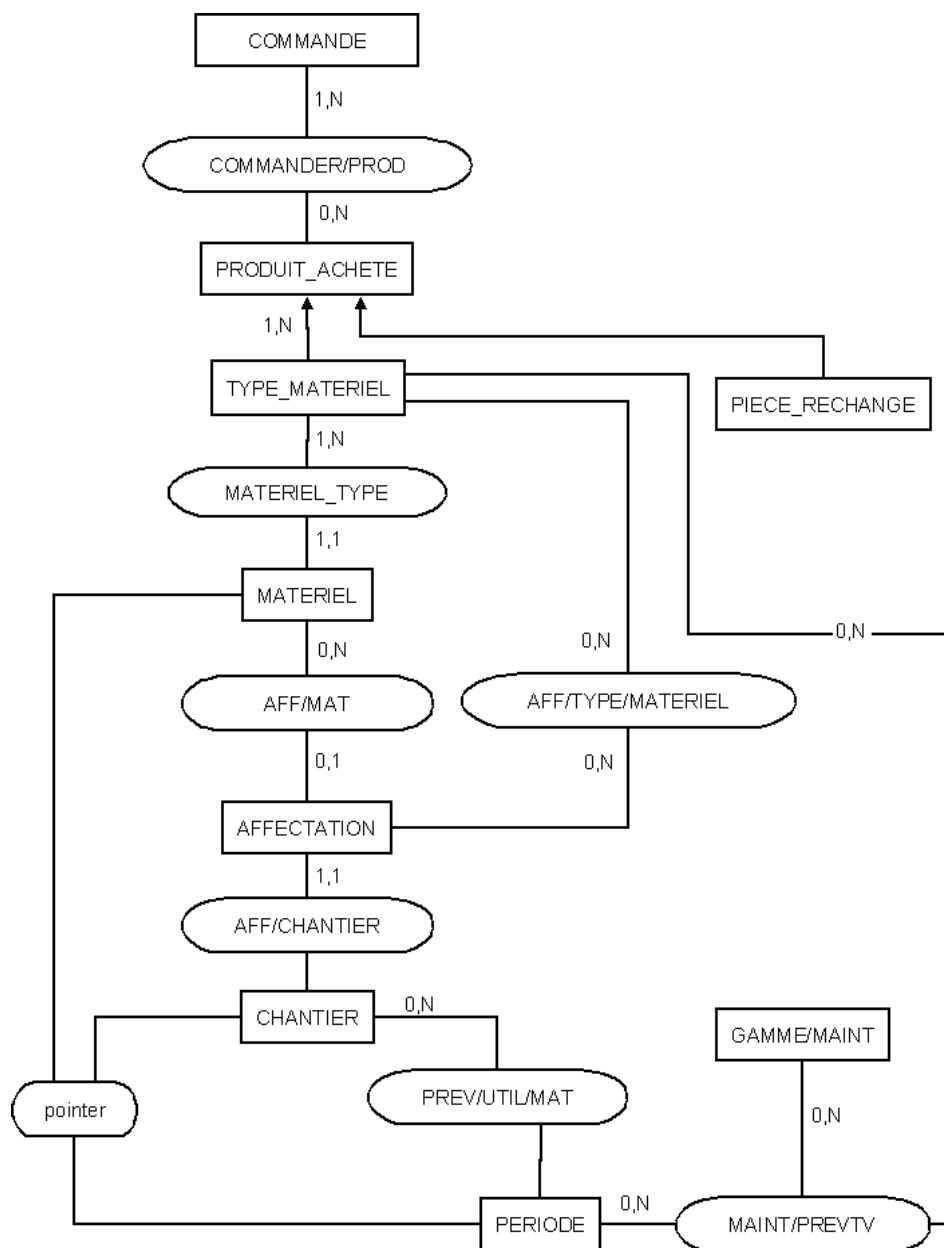 COMMANDE
1,N
COMMANDER/PROD
0,N
PRODUIT_ACHETE
1,N
TYPE_MATERIEL
PIECE_RECHANGE
1,N
MATERIEL_TYPE
1,1
MATERIEL
0,N
0,N
0,N
AFF/MAT
AFF/TYPE/MATERIEL
0,1
0,N
AFFECTATION
1,1
AFF/CHANTIER
CHANTIER
0,N
GAMME/MAINT
pointer
PREV/UTIL/MAT
0,N
PERIODE
0,N
MAINT/PREVTV